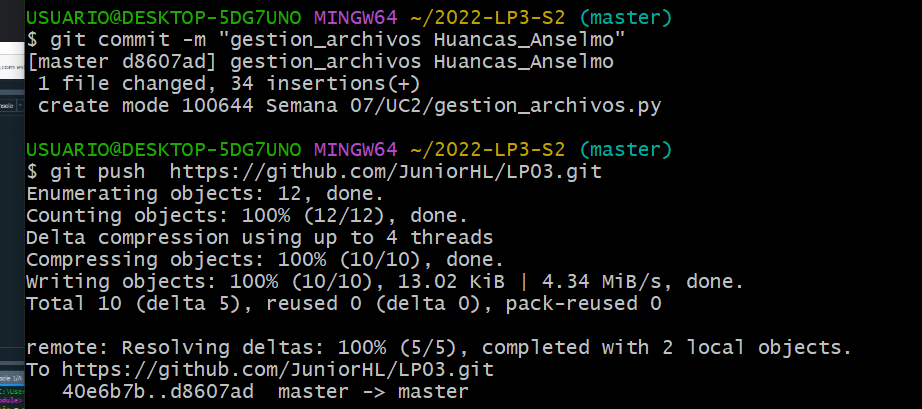 USUARIO@DESKTOP-5DG7UNO MINGW64 ~/2022-LP3-S2 (master)
$ git commit -m "gestion_archivos Huancas_Anselmo"
[master d8607ad] gestion_archivos Huancas_Anselmo
 1 file changed, 34 insertions(+)
 create mode 100644 Semana 07/UC2/gestion_archivos.py

USUARIO@DESKTOP-5DG7UNO MINGW64 ~/2022-LP3-S2 (master)
$ git push  https://github.com/JuniorHL/LP03.git
Enumerating objects: 12, done.
Counting objects: 100% (12/12), done.
Delta compression using up to 4 threads
Compressing objects: 100% (10/10), done.
Writing objects: 100% (10/10), 13.02 KiB | 4.34 MiB/s, done.
Total 10 (delta 5), reused 0 (delta 0), pack-reused 0

remote: Resolving deltas: 100% (5/5), completed with 2 local objects.
To https://github.com/JuniorHL/LP03.git
   40e6b7b..d8607ad  master -> master